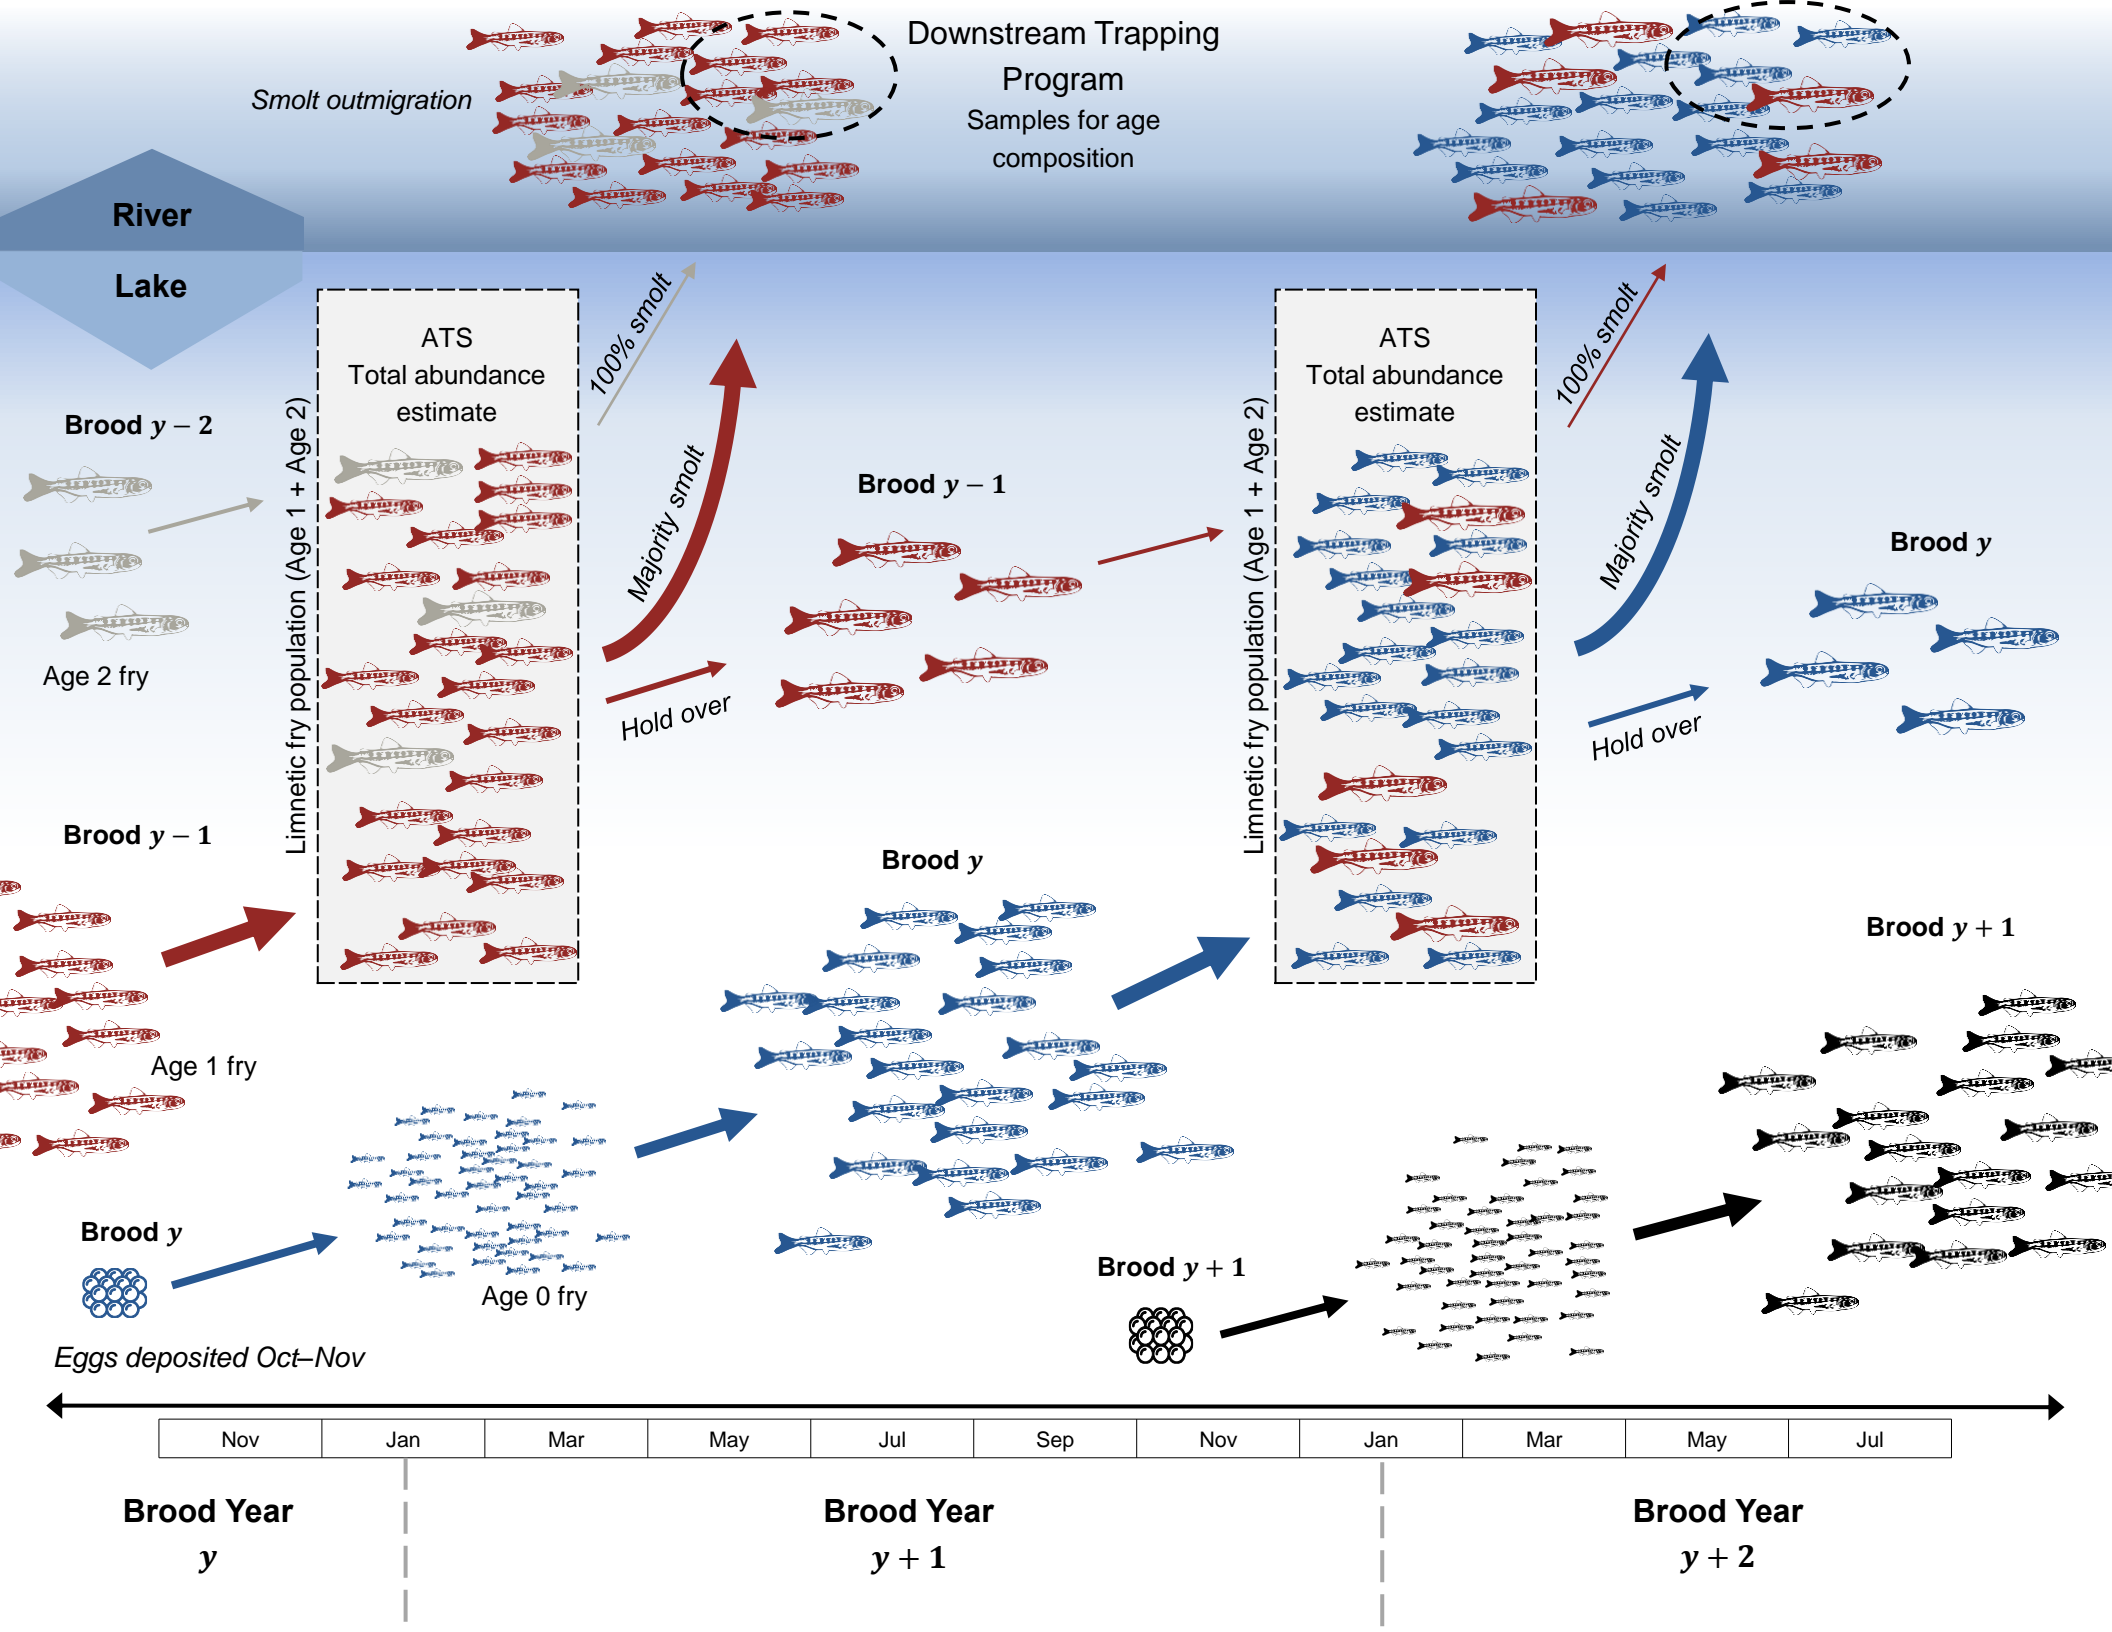 Downstream Trapping
Program
Samples for age
composition
Smolt outmigration
River
Lake
ATS
Total abundance
estimate
Limnetic fry population (Age 1 + Age 2)
100% smolt
Majority smolt
Hold over
Brood y − 2
Age 2 fry
Brood y − 1
Age 1 fry
Brood y − 1
Brood y
ATS
Total abundance
estimate
Limnetic fry population (Age 1 + Age 2)
100% smolt
Majority smolt
Hold over
Brood y
Brood y + 1
Brood y
Age 0 fry
Eggs deposited Oct–Nov
Brood y + 1
Nov Jan Mar May Jul Sep Nov Jan Mar May Jul
Brood Year
y
Brood Year
y + 1
Brood Year
y + 2